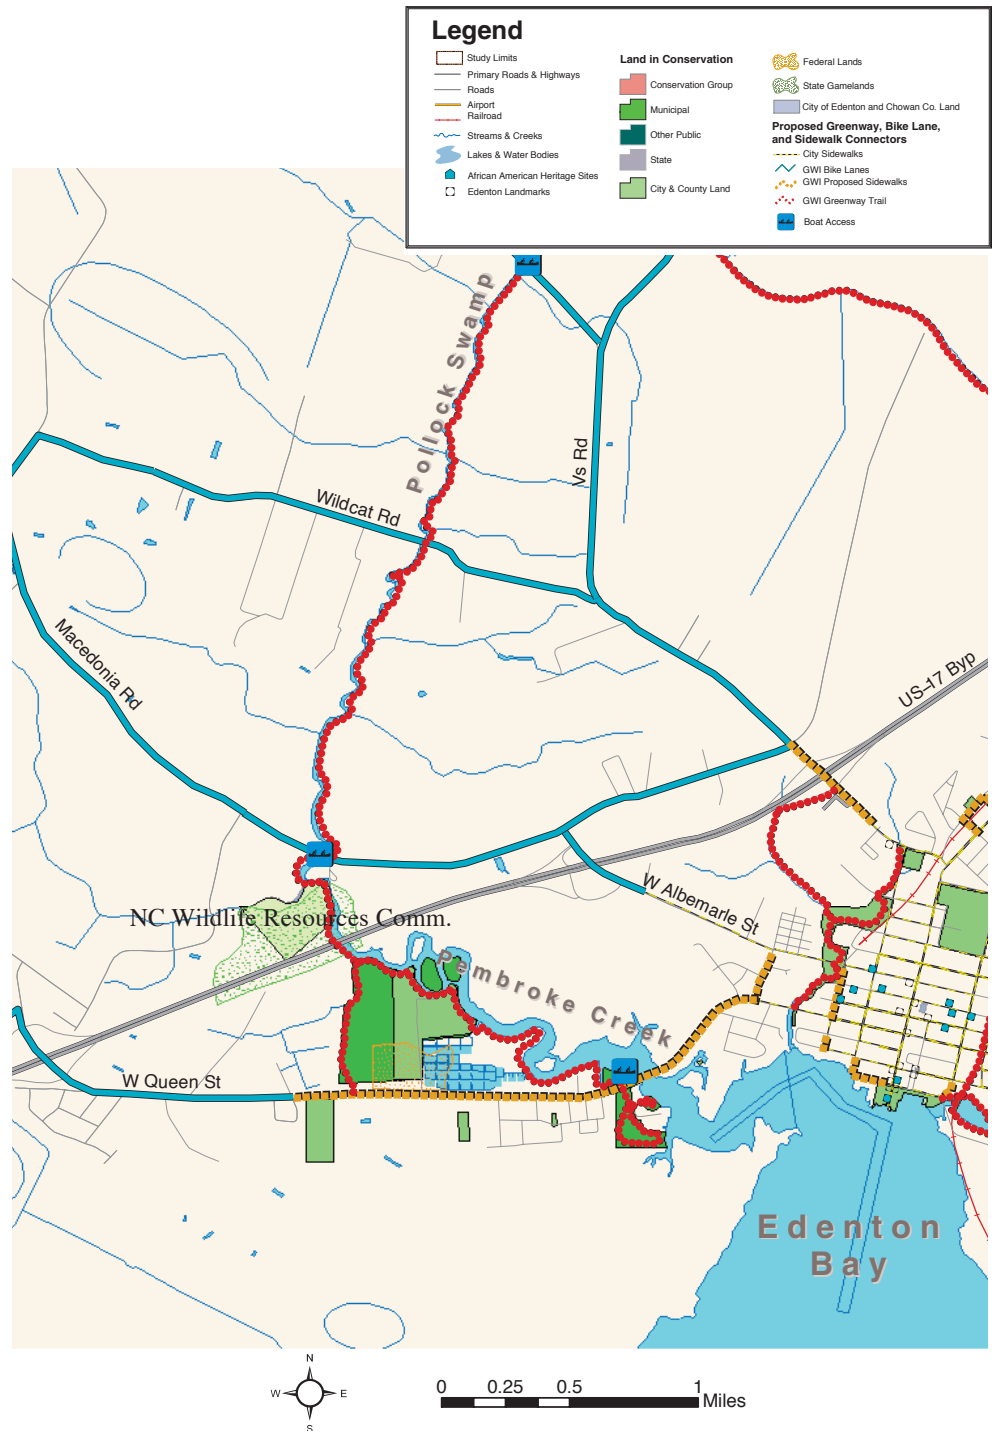 Legend
Study Limits
Primary Roads & Highways
Roads
Airport
Railroad
Streams & Creeks
Lakes & Water Bodies
African American Heritage Sites
Edenton Landmarks
Land in Conservation
Conservation Group
Municipal
Other Public
State
City & County Land
Federal Lands
State Gamelands
City of Edenton and Chowan Co. Land
Proposed Greenway, Bike Lane,
and Sidewalk Connectors
City Sidewalks
GWI Bike Lanes
GWI Proposed Sidewalks
GWI Greenway Trail
Boat Access
Pollock Swamp
Vs Rd
Wildcat Rd
Macedonia Rd
US-17 Byp
W Albemarle St
NC Wildlife Resources Comm.
Pembroke Creek
W Queen St
Edenton
Bay
N
W E
S
0 0.25 0.5 1
Miles